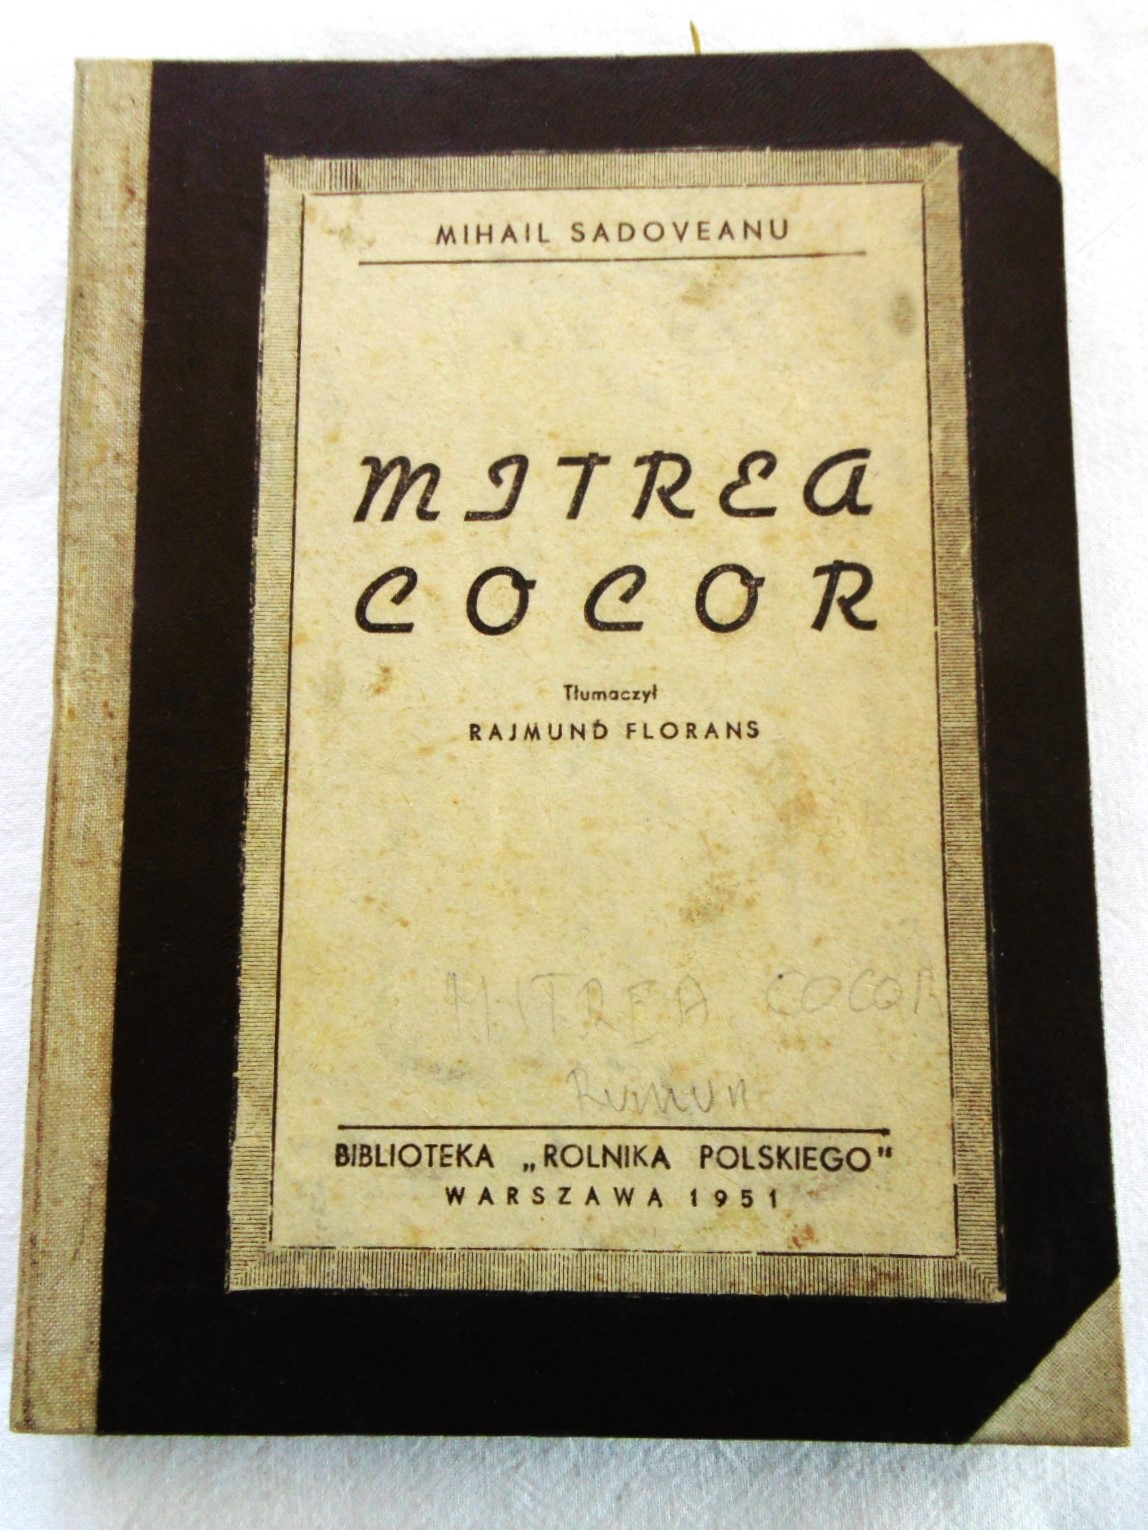 MIHAIL SADOVEANU
MITREA
COCOR
Tłumaczył
RAJMUND FLORANS
MITREA COCOR
Rumun
BIBLIOTEKA „ROLNIKA POLSKIEGO"
WARSZAWA 1951